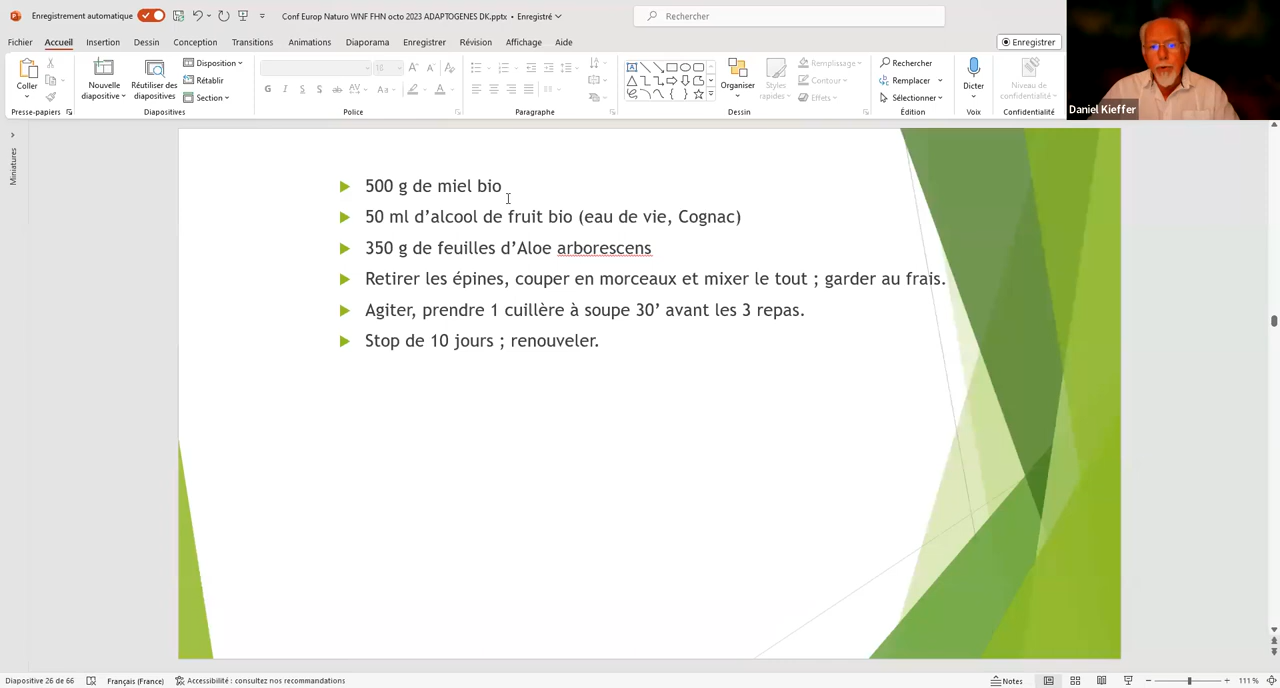 Enregistrement automatique
Conf Europ Naturo WNF FHN octo 2023 ADAPTOGENES DK.pptx • Enregistré
Rechercher
Fichier Accueil Insertion Dessin Conception Transitions Animations Diaporama Enregistrer Révision Affichage Aide
Enregistrer
Coller
Nouvelle diapositive
Réutiliser des diapositives
Disposition
Rétablir
Section
18
G I S S ab AV Aa A
Organiser
Styles rapides
Remplissage
Contour
Effets
Rechercher
Remplacer
Sélectionner
Dicter
Niveau de confidentialité
Presse-papiers Diapositives Police Paragraphe Dessin Édition Voix Confidentialité
Daniel Kieffer
Miniatures
500 g de miel bio
50 ml d’alcool de fruit bio (eau de vie, Cognac)
350 g de feuilles d’Aloe arborescens
Retirer les épines, couper en morceaux et mixer le tout ; garder au frais.
Agiter, prendre 1 cuillère à soupe 30’ avant les 3 repas.
Stop de 10 jours ; renouveler.
Diapositive 26 de 66 Français (France) Accessibilité : consultez nos recommandations Notes 111 %